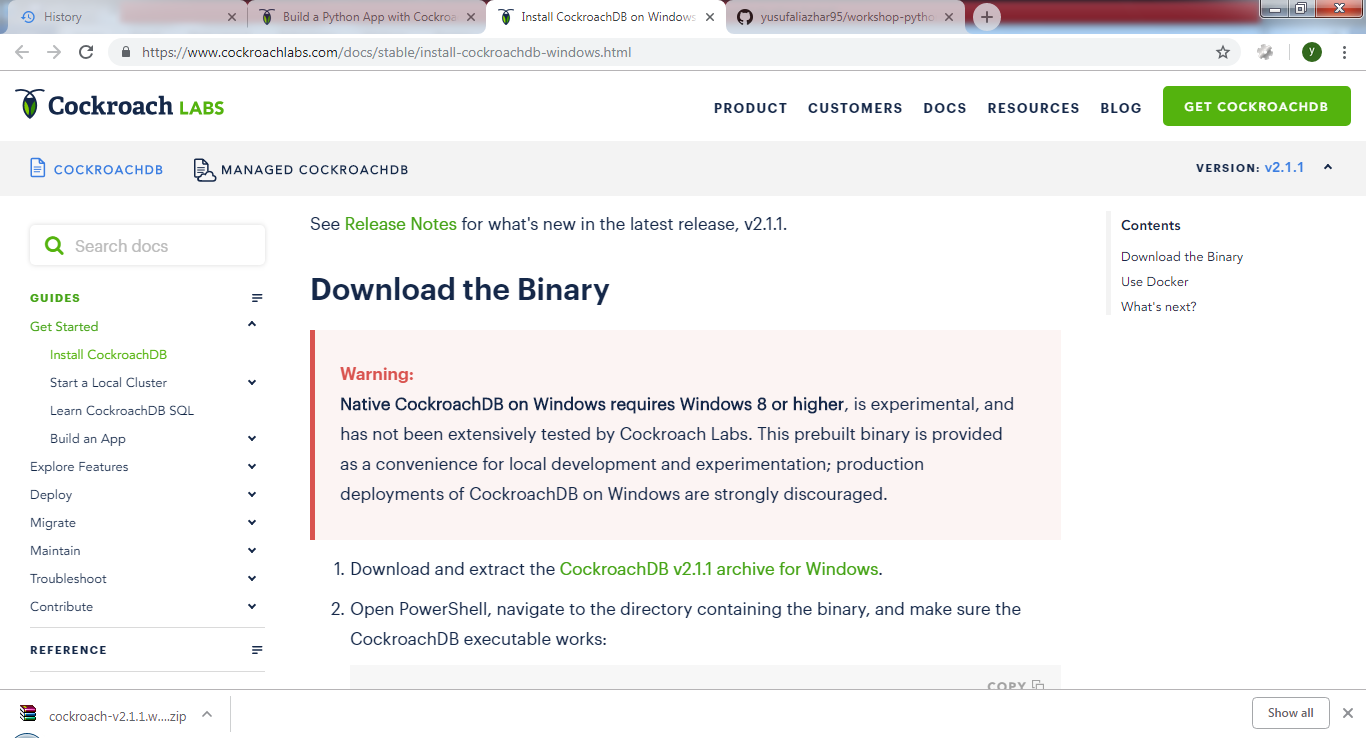 History
Build a Python App with Cockroa
Install CockroachDB on Windows
yusufaliazhar95/workshop-pytho
https://www.cockroachlabs.com/docs/stable/install-cockroachdb-windows.html
y
Cockroach LABS
PRODUCT
CUSTOMERS
DOCS
RESOURCES
BLOG
GET COCKROACHDB
COCKROACHDB
MANAGED COCKROACHDB
VERSION: v2.1.1
Search docs
GUIDES
Get Started
Install CockroachDB
Start a Local Cluster
Learn CockroachDB SQL
Build an App
Explore Features
Deploy
Migrate
Maintain
Troubleshoot
Contribute
REFERENCE
See Release Notes for what's new in the latest release, v2.1.1.
Download the Binary
Warning:
Native CockroachDB on Windows requires Windows 8 or higher, is experimental, and
has not been extensively tested by Cockroach Labs. This prebuilt binary is provided
as a convenience for local development and experimentation; production
deployments of CockroachDB on Windows are strongly discouraged.
1. Download and extract the CockroachDB v2.1.1 archive for Windows.
2. Open PowerShell, navigate to the directory containing the binary, and make sure the
CockroachDB executable works:
COPY
Contents
Download the Binary
Use Docker
What's next?
cockroach-v2.1.1.w....zip
Show all